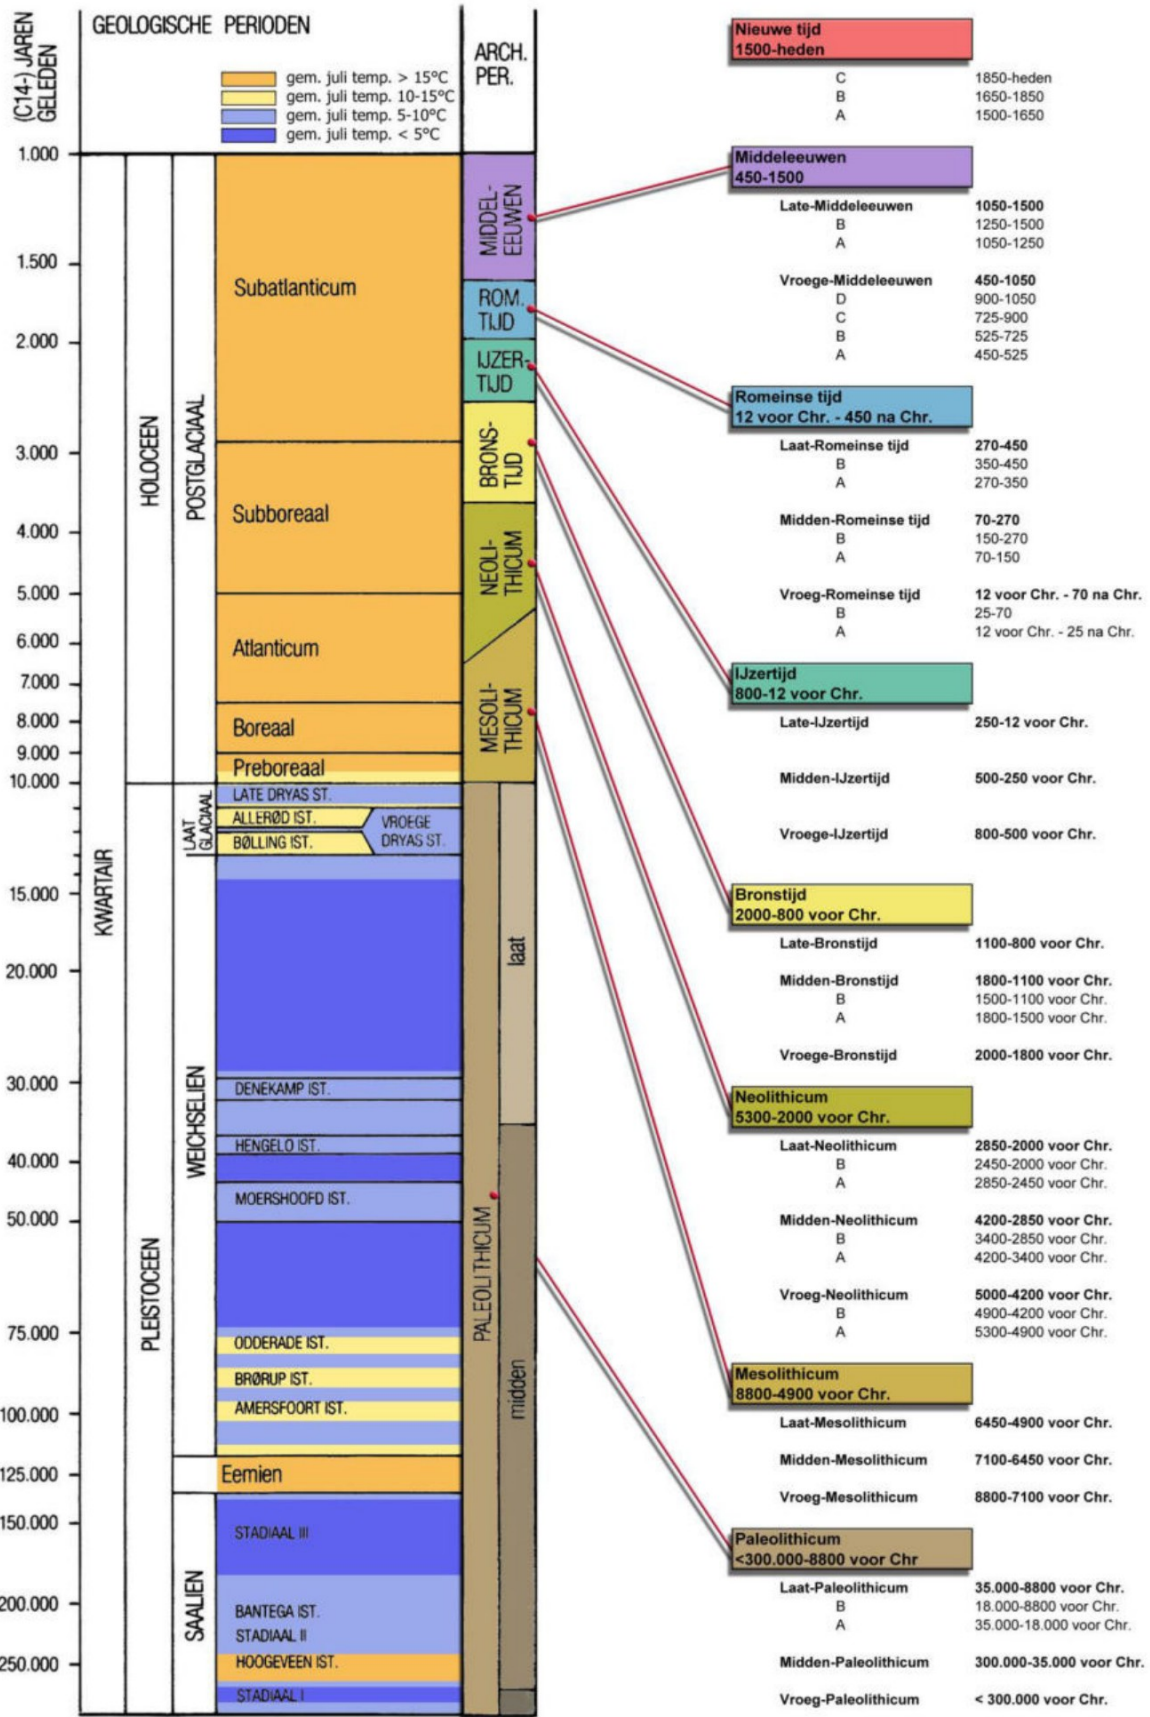 (C14-) JAREN
GELEDEN
GEOLOGISCHE PERIODEN
gem. juli temp. > 15°C
gem. juli temp. 10-15°C
gem. juli temp. 5-10°C
gem. juli temp. < 5°C
ARCH.
PER.
1.000
1.500
2.000
3.000
4.000
5.000
6.000
7.000
8.000
9.000
10.000
15.000
20.000
30.000
40.000
50.000
75.000
100.000
125.000
150.000
200.000
250.000
KWARTAIR
HOLOCEEN
PLEISTOCEEN
POSTGLACIAAL
LAAT
GLACIAAL
WEICHSELIEN
SAALIEN
Subatlanticum
Subboreaal
Atlanticum
Boreaal
Preboreaal
LATE DRYAS ST.
ALLERØD IST.
VROEGE
DRYAS ST.
BØLLING IST.
DENEKAMP IST.
HENGELO IST.
MOERSHOOFD IST.
ODDERADE IST.
BRØRUP IST.
AMERSFOORT IST.
Eemien
STADIAAL III
BANTEGA IST.
STADIAAL II
HOOGEVEEN IST.
STADIAAL I
MIDDEL-
EEUWEN
ROM.
TIJD
IJZER-
TIJD
BRONS-
TIJD
NEOLI-
THICUM
MESOLI-
THICUM
PALEOLITHICUM
laat
midden
Nieuwe tijd
1500-heden
C 1850-heden
B 1650-1850
A 1500-1650
Middeleeuwen
450-1500
Late-Middeleeuwen 1050-1500
B 1250-1500
A 1050-1250
Vroege-Middeleeuwen 450-1050
D 900-1050
C 725-900
B 525-725
A 450-525
Romeinse tijd
12 voor Chr. - 450 na Chr.
Laat-Romeinse tijd 270-450
B 350-450
A 270-350
Midden-Romeinse tijd 70-270
B 150-270
A 70-150
Vroeg-Romeinse tijd 12 voor Chr. - 70 na Chr.
B 25-70
A 12 voor Chr. - 25 na Chr.
IJzertijd
800-12 voor Chr.
Late-IJzertijd 250-12 voor Chr.
Midden-IJzertijd 500-250 voor Chr.
Vroege-IJzertijd 800-500 voor Chr.
Bronstijd
2000-800 voor Chr.
Late-Bronstijd 1100-800 voor Chr.
Midden-Bronstijd 1800-1100 voor Chr.
B 1500-1100 voor Chr.
A 1800-1500 voor Chr.
Vroege-Bronstijd 2000-1800 voor Chr.
Neolithicum
5300-2000 voor Chr.
Laat-Neolithicum 2850-2000 voor Chr.
B 2450-2000 voor Chr.
A 2850-2450 voor Chr.
Midden-Neolithicum 4200-2850 voor Chr.
B 3400-2850 voor Chr.
A 4200-3400 voor Chr.
Vroeg-Neolithicum 5000-4200 voor Chr.
B 4900-4200 voor Chr.
A 5300-4900 voor Chr.
Mesolithicum
8800-4900 voor Chr.
Laat-Mesolithicum 6450-4900 voor Chr.
Midden-Mesolithicum 7100-6450 voor Chr.
Vroeg-Mesolithicum 8800-7100 voor Chr.
Paleolithicum
<300.000-8800 voor Chr
Laat-Paleolithicum 35.000-8800 voor Chr.
B 18.000-8800 voor Chr.
A 35.000-18.000 voor Chr.
Midden-Paleolithicum 300.000-35.000 voor Chr.
Vroeg-Paleolithicum < 300.000 voor Chr.